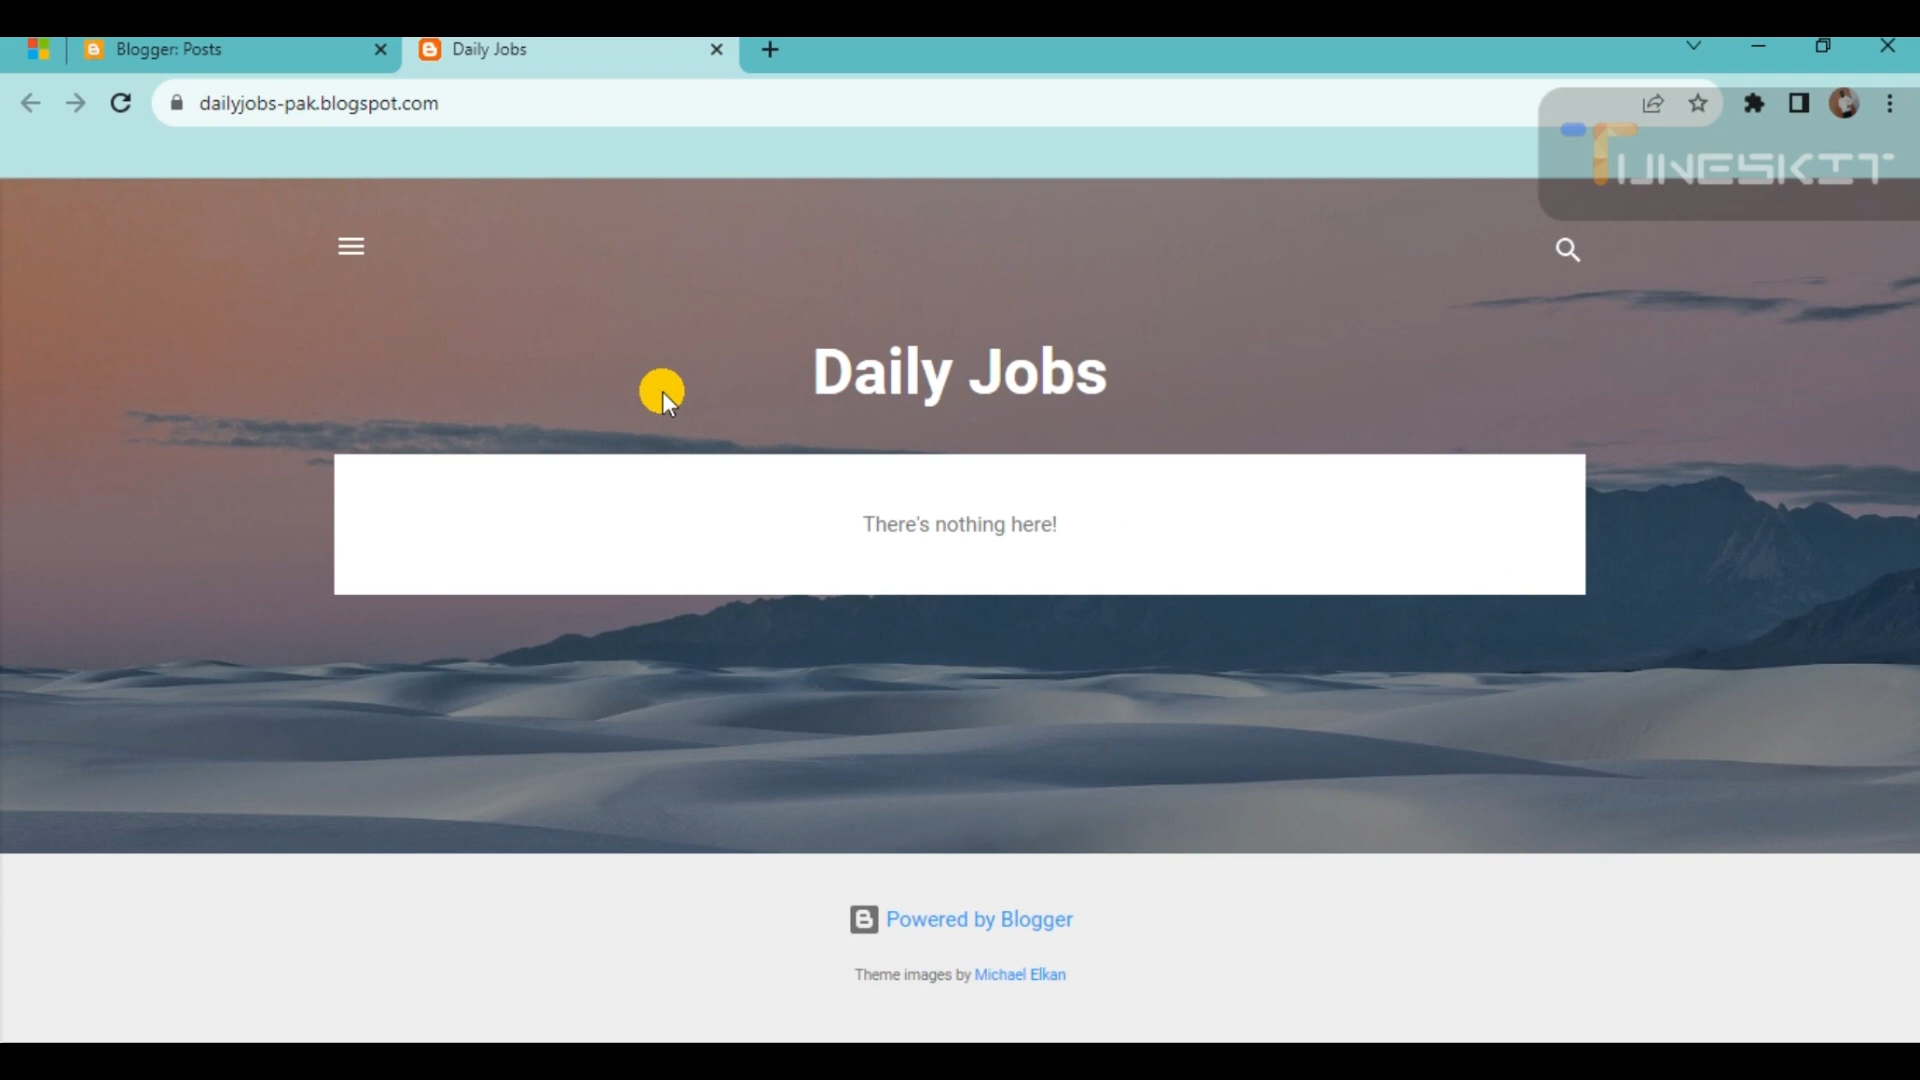 Blogger: Posts
Daily Jobs
dailyjobs-pak.blogspot.com
TUNESKIT
Daily Jobs
There's nothing here!
Powered by Blogger
Theme images by Michael Elkan